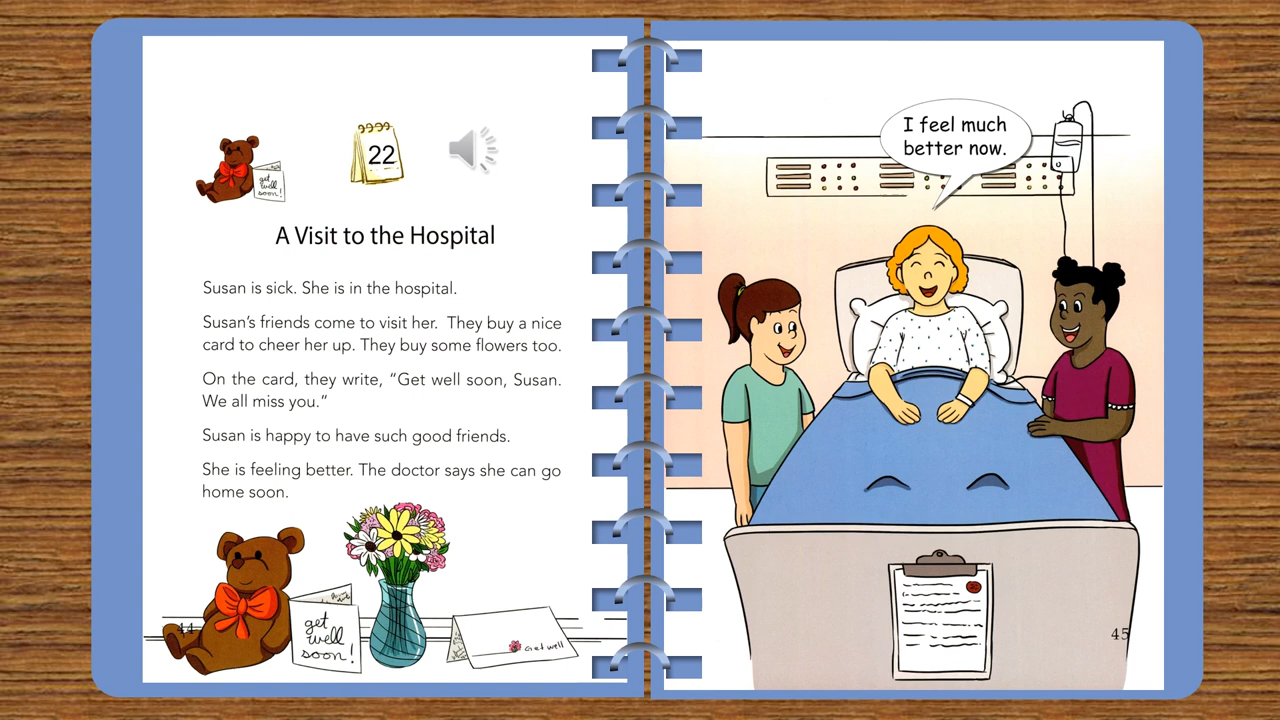 get
well
soon!
22
A Visit to the Hospital
Susan is sick. She is in the hospital.
Susan's friends come to visit her. They buy a nice
card to cheer her up. They buy some flowers too.
On the card, they write, “Get well soon, Susan.
We all miss you.”
Susan is happy to have such good friends.
She is feeling better. The doctor says she can go
home soon.
44
get
well
soon!
Get well
I feel much
better now.
45